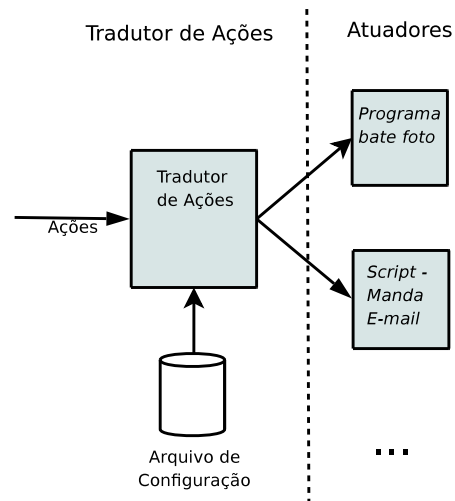 Tradutor de Ações
Atuadores
Programa
bate foto
Tradutor
de Ações
Ações
Script -
Manda
E-mail
Arquivo de
Configuração
...